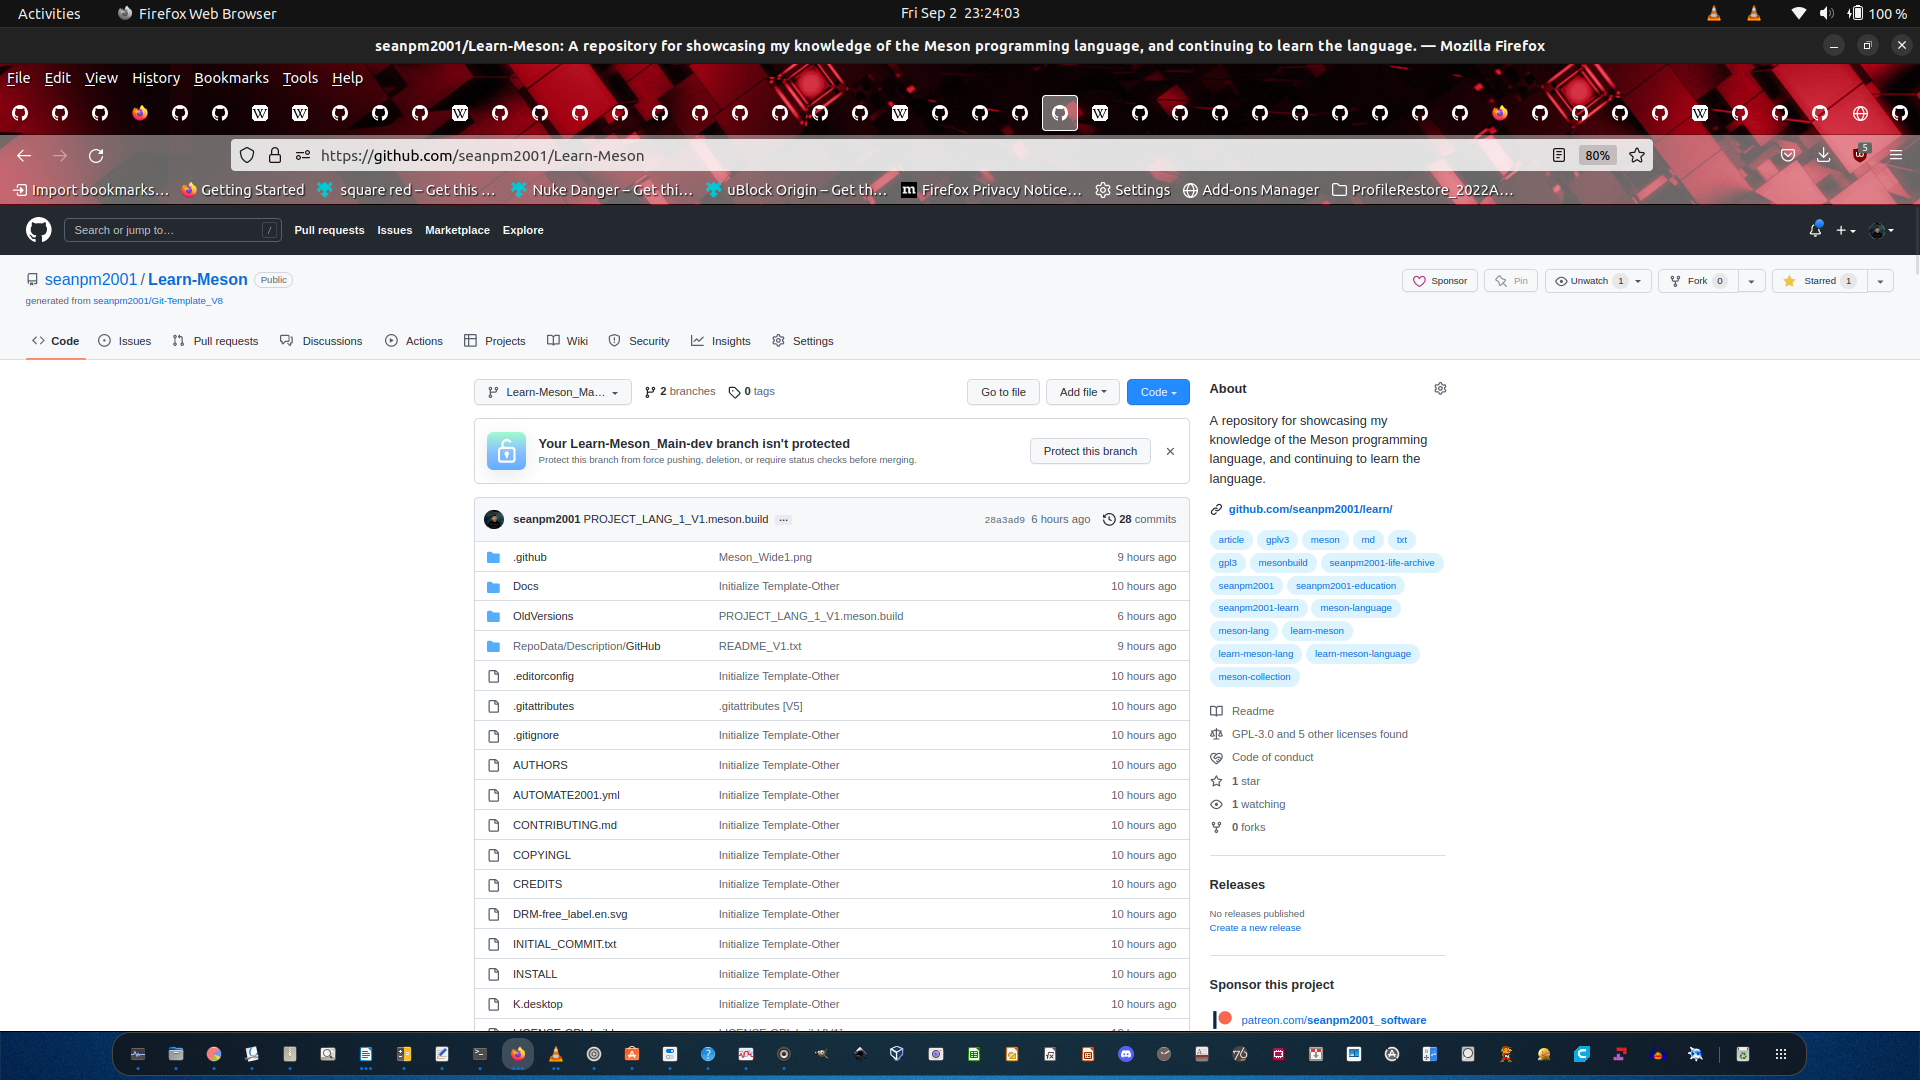 Activities Firefox Web Browser Fri Sep 2 23:24:03 100 %
seanpm2001/Learn-Meson: A repository for showcasing my knowledge of the Meson programming language, and continuing to learn the language. — Mozilla Firefox
File Edit View History Bookmarks Tools Help
https://github.com/seanpm2001/Learn-Meson 80% 5
Import bookmarks… Getting Started square red – Get this … Nuke Danger – Get thi… uBlock Origin – Get th… Firefox Privacy Notice… Settings Add-ons Manager ProfileRestore_2022A…
Search or jump to… / Pull requests Issues Marketplace Explore
seanpm2001 / Learn-Meson Public Sponsor Pin Unwatch 1 Fork 0 Starred 1
generated from seanpm2001/Git-Template_V8
Code Issues Pull requests Discussions Actions Projects Wiki Security Insights Settings
Learn-Meson_Ma… 2 branches 0 tags Go to file Add file Code
Your Learn-Meson_Main-dev branch isn't protected
Protect this branch from force pushing, deletion, or require status checks before merging.
Protect this branch
seanpm2001 PROJECT_LANG_1_V1.meson.build … 28a3ad9 6 hours ago 28 commits
.github Meson_Wide1.png 9 hours ago
Docs Initialize Template-Other 10 hours ago
OldVersions PROJECT_LANG_1_V1.meson.build 6 hours ago
RepoData/Description/GitHub README_V1.txt 9 hours ago
.editorconfig Initialize Template-Other 10 hours ago
.gitattributes .gitattributes [V5] 10 hours ago
.gitignore Initialize Template-Other 10 hours ago
AUTHORS Initialize Template-Other 10 hours ago
AUTOMATE2001.yml Initialize Template-Other 10 hours ago
CONTRIBUTING.md Initialize Template-Other 10 hours ago
COPYINGL Initialize Template-Other 10 hours ago
CREDITS Initialize Template-Other 10 hours ago
DRM-free_label.en.svg Initialize Template-Other 10 hours ago
INITIAL_COMMIT.txt Initialize Template-Other 10 hours ago
INSTALL Initialize Template-Other 10 hours ago
K.desktop Initialize Template-Other 10 hours ago
About
A repository for showcasing my
knowledge of the Meson programming
language, and continuing to learn the
language.
github.com/seanpm2001/learn/
article gplv3 meson md txt
gpl3 mesonbuild seanpm2001-life-archive
seanpm2001 seanpm2001-education
seanpm2001-learn meson-language
meson-lang learn-meson
learn-meson-lang learn-meson-language
meson-collection
Readme
GPL-3.0 and 5 other licenses found
Code of conduct
1 star
1 watching
0 forks
Releases
No releases published
Create a new release
Sponsor this project
patreon.com/seanpm2001_software